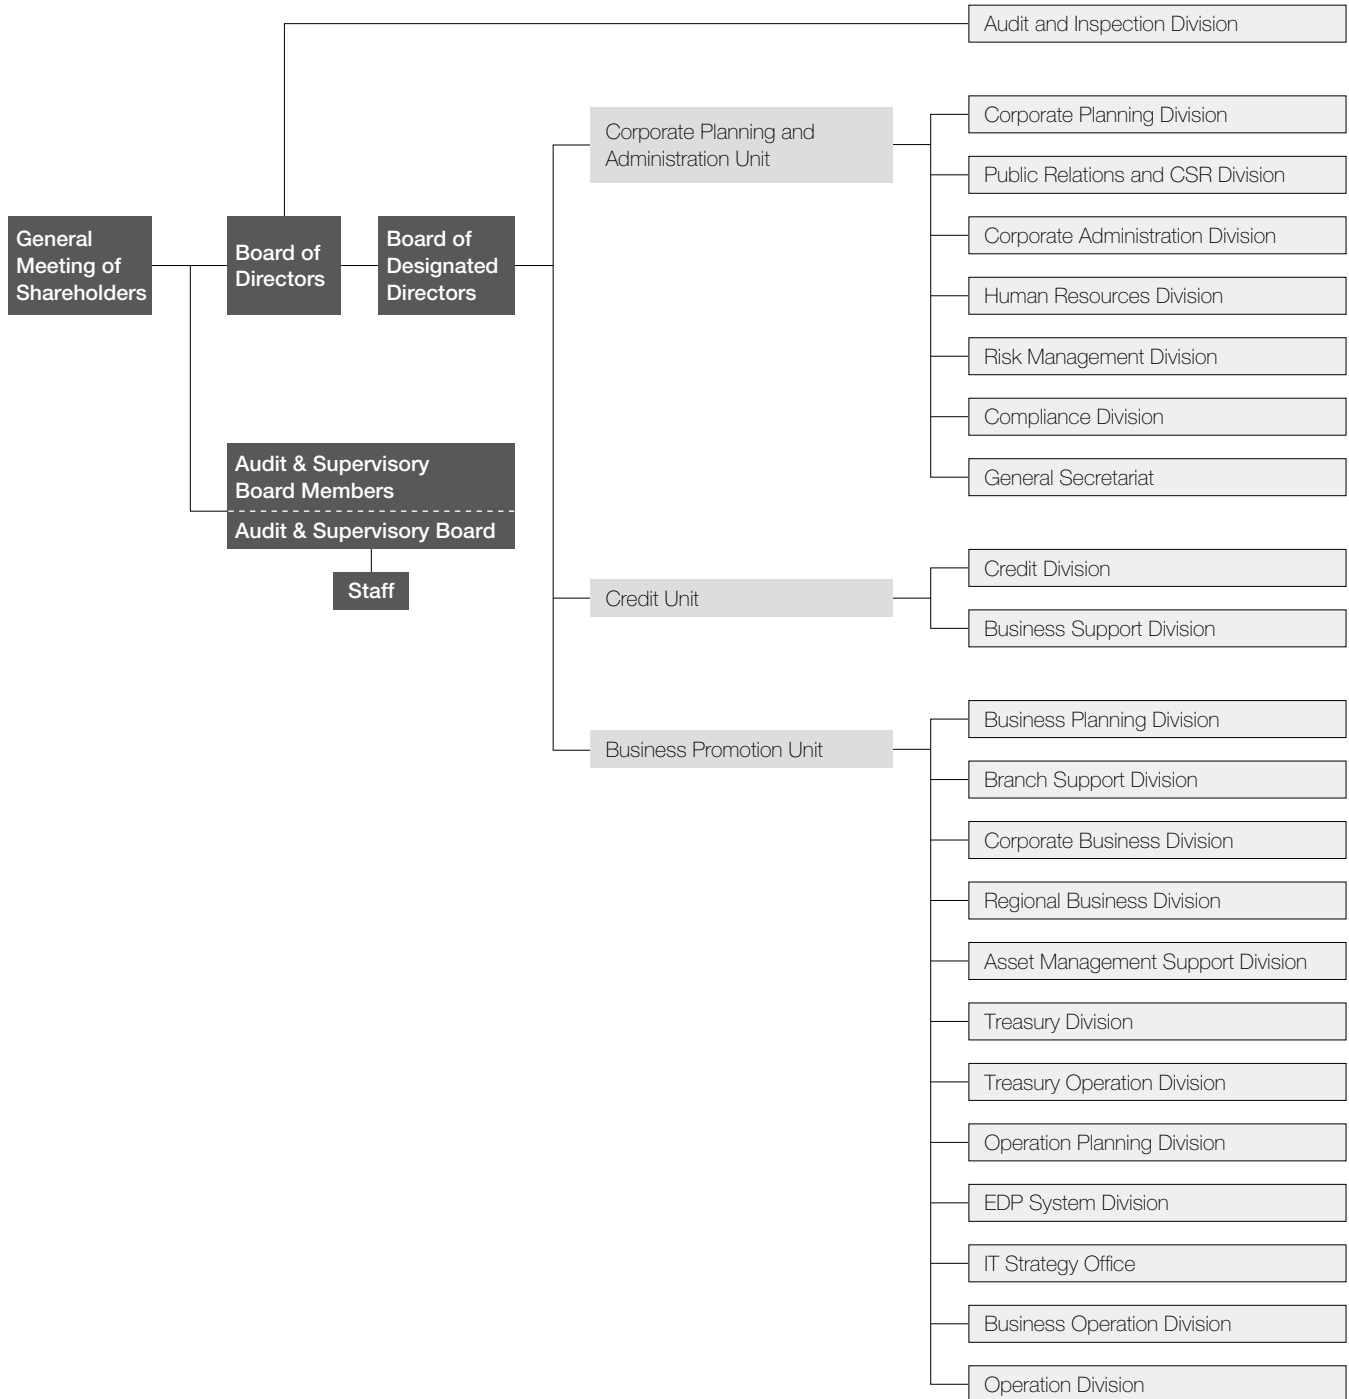 Audit and Inspection Division
Corporate Planning and
Administration Unit
Corporate Planning Division
Public Relations and CSR Division
Corporate Administration Division
Human Resources Division
Risk Management Division
Compliance Division
General Secretariat
General
Meeting of
Shareholders
Board of
Directors
Board of
Designated
Directors
Audit & Supervisory
Board Members
Audit & Supervisory Board
Staff
Credit Unit
Credit Division
Business Support Division
Business Promotion Unit
Business Planning Division
Branch Support Division
Corporate Business Division
Regional Business Division
Asset Management Support Division
Treasury Division
Treasury Operation Division
Operation Planning Division
EDP System Division
IT Strategy Office
Business Operation Division
Operation Division